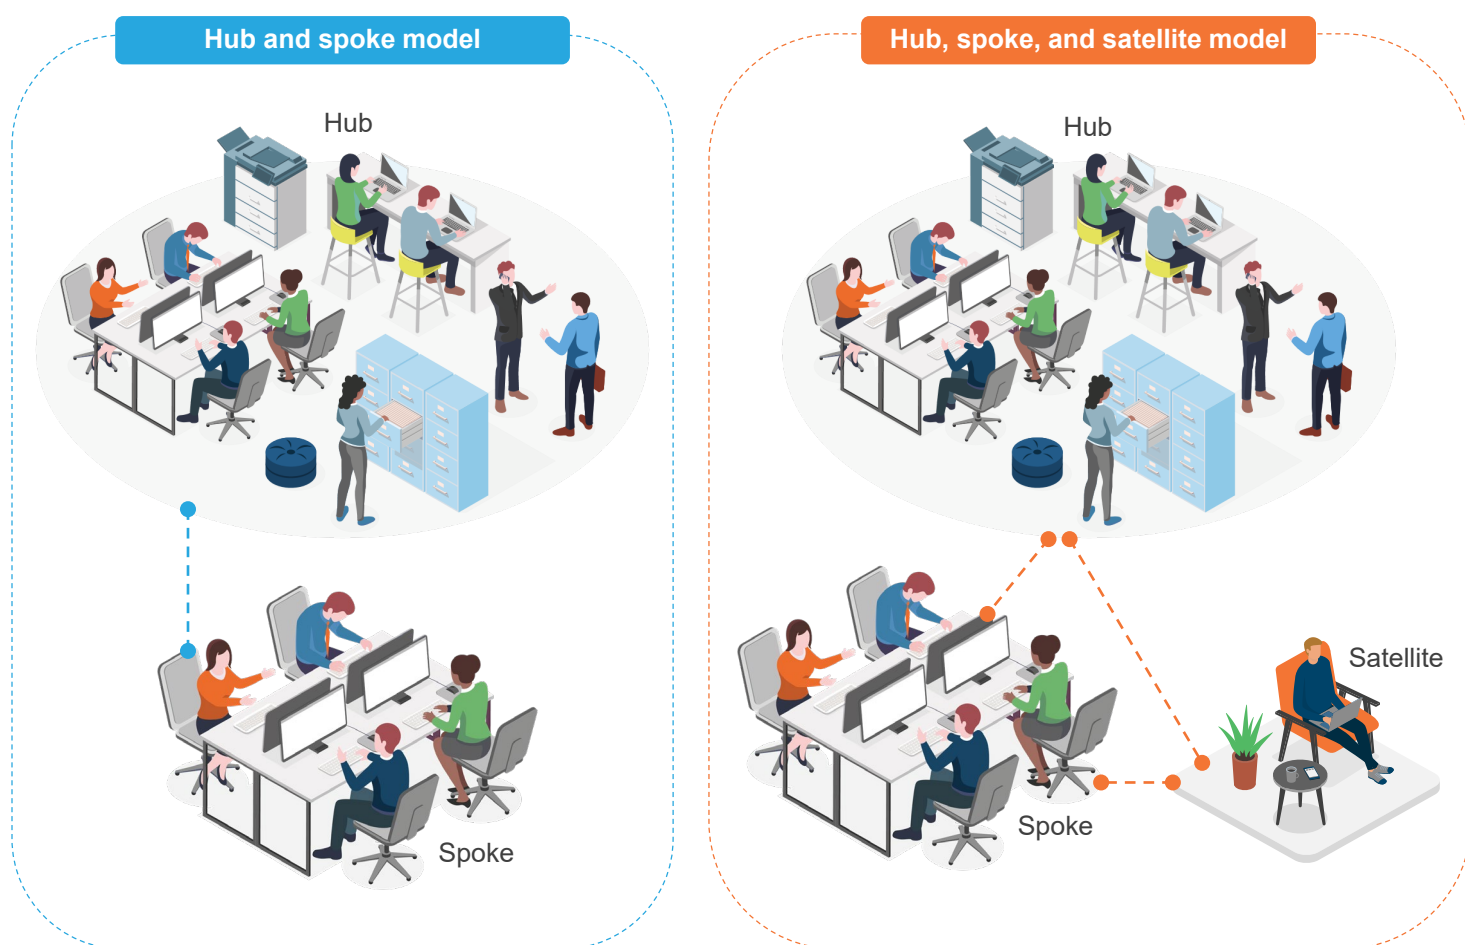 Hub and spoke model
Hub
Spoke
Hub, spoke, and satellite model
Hub
Satellite
Spoke